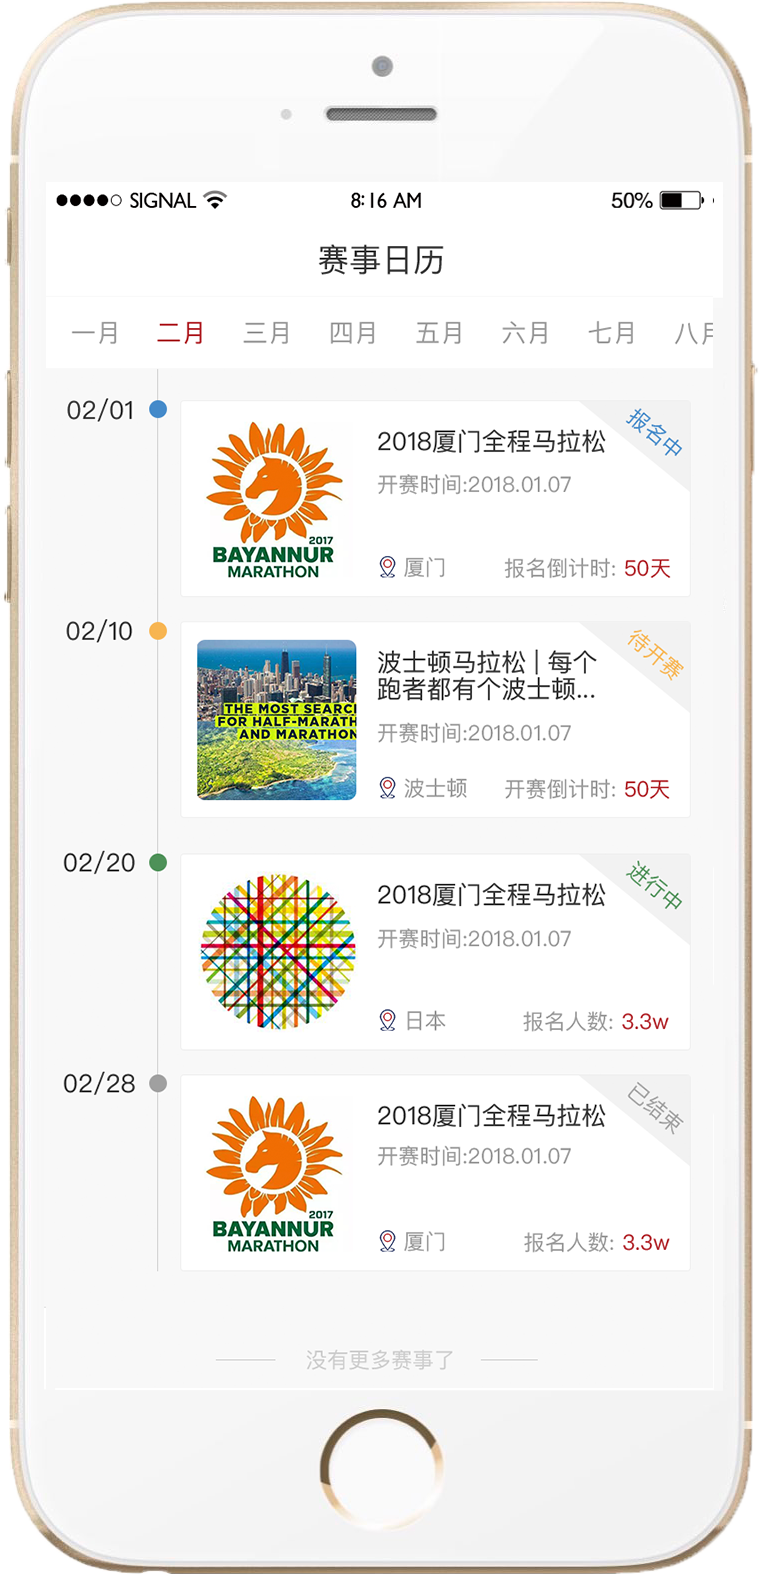 SIGNAL
8:16 AM
50%
赛事日历
一月 二月 三月 四月 五月 六月 七月 八月
02/01
报名中
2018厦门全程马拉松
开赛时间:2018.01.07
2017
BAYANNUR
MARATHON
厦门
报名倒计时: 50天
02/10
待开赛
波士顿马拉松 | 每个
跑者都有个波士顿...
THE MOST SEARC
FOR HALF-MARATH
AND MARATHON
开赛时间:2018.01.07
波士顿
开赛倒计时: 50天
02/20
进行中
2018厦门全程马拉松
开赛时间:2018.01.07
日本
报名人数: 3.3w
02/28
已结束
2018厦门全程马拉松
开赛时间:2018.01.07
2017
BAYANNUR
MARATHON
厦门
报名人数: 3.3w
没有更多赛事了